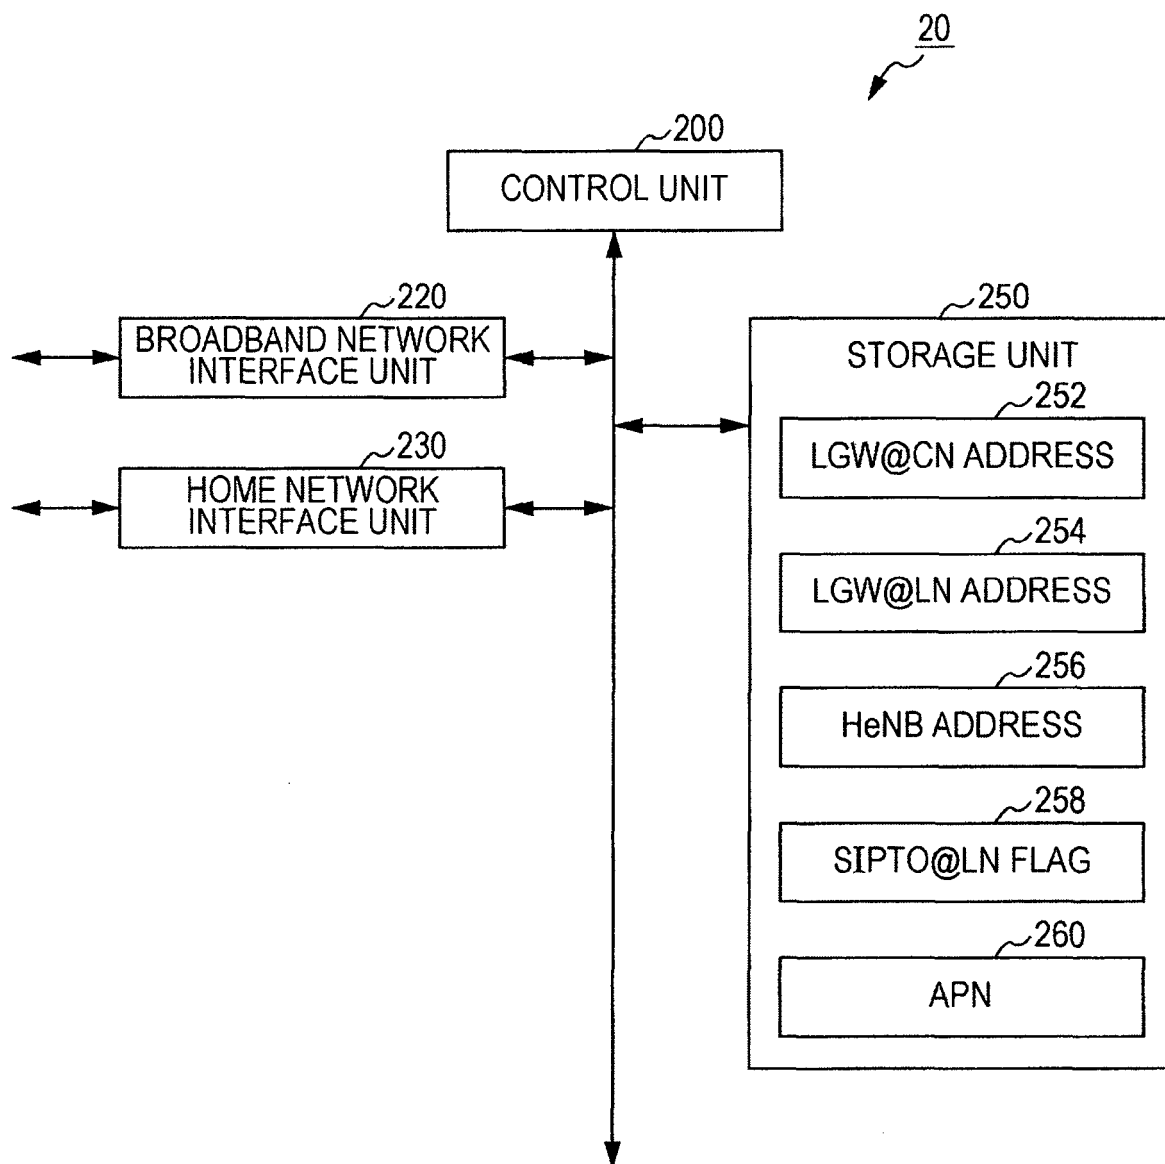 20
200
CONTROL UNIT
220
BROADBAND NETWORK
INTERFACE UNIT
230
HOME NETWORK
INTERFACE UNIT
250
STORAGE UNIT
252
LGW@CN ADDRESS
254
LGW@LN ADDRESS
256
HeNB ADDRESS
258
SIPTO@LN FLAG
260
APN